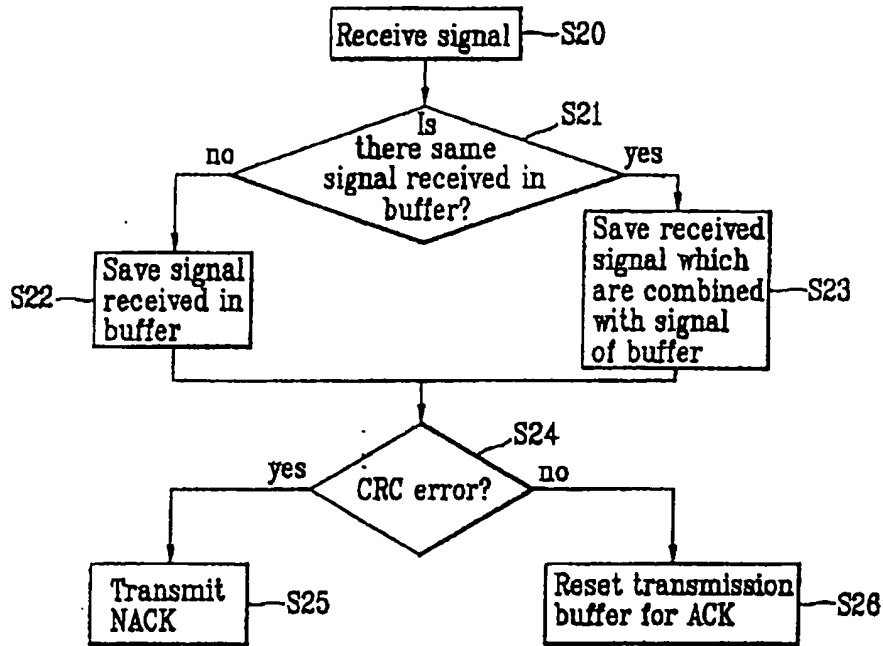 Receive signal
S20
Is
there same
signal received in
buffer?
S21
no
yes
Save signal
received in
buffer
S22
Save received
signal which
are combined
with signal
of buffer
S23
CRC error?
S24
yes
no
Transmit
NACK
S25
Reset transmission
buffer for ACK
S26